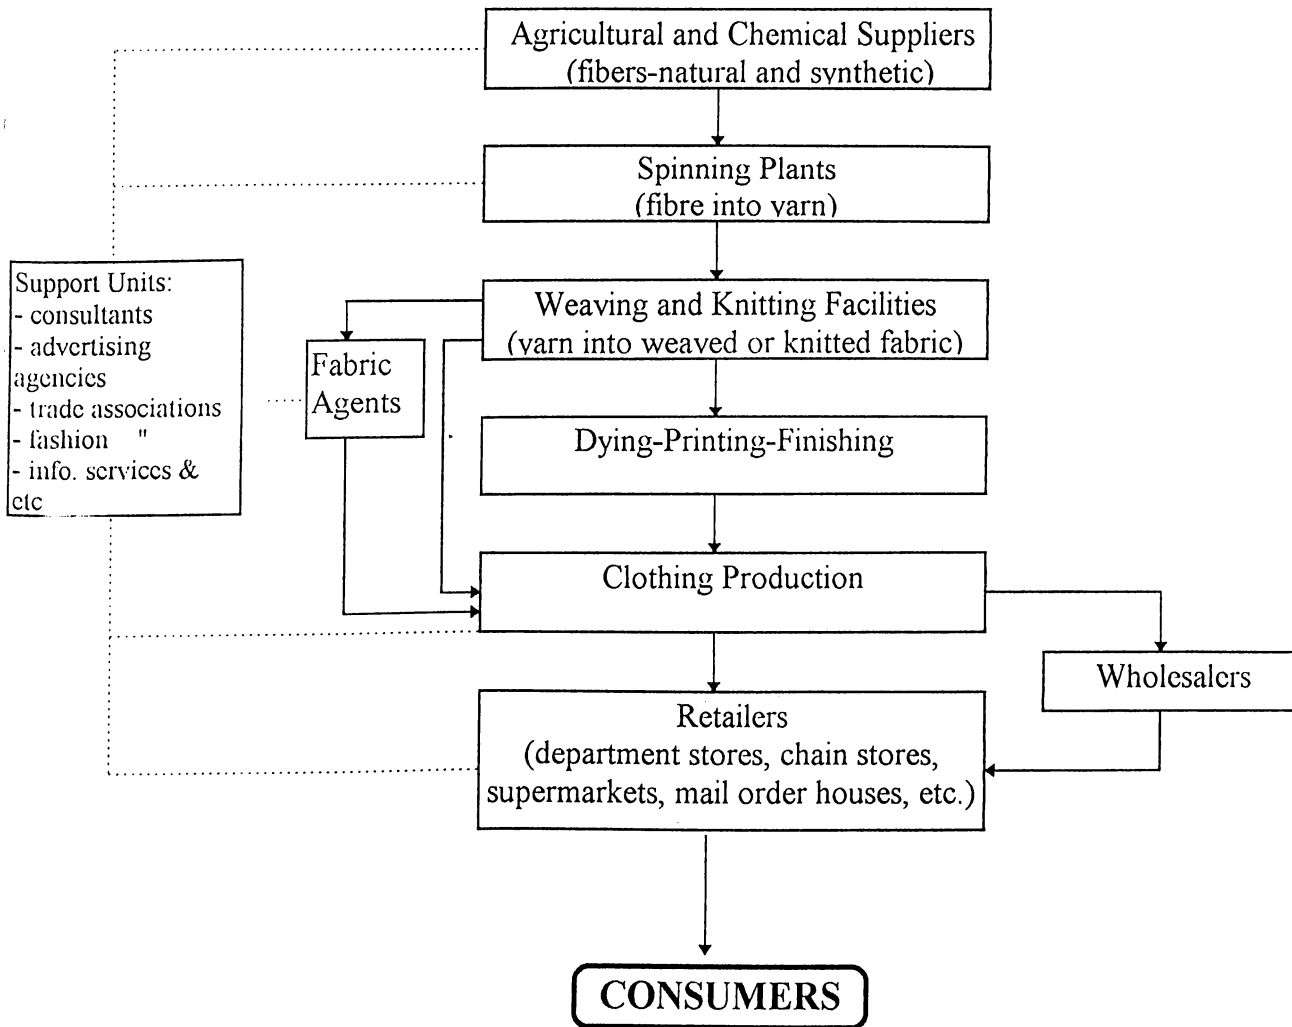 Agricultural and Chemical Suppliers
(fibers-natural and synthetic)
Spinning Plants
(fibre into yarn)
Support Units:
- consultants
- advertising
agencies
- trade associations
- fashion "
- info. services &
etc
Weaving and Knitting Facilities
(yarn into weaved or knitted fabric)
Fabric
Agents
Dying-Printing-Finishing
Clothing Production
Wholesalers
Retailers
(department stores, chain stores,
supermarkets, mail order houses, etc.)
CONSUMERS